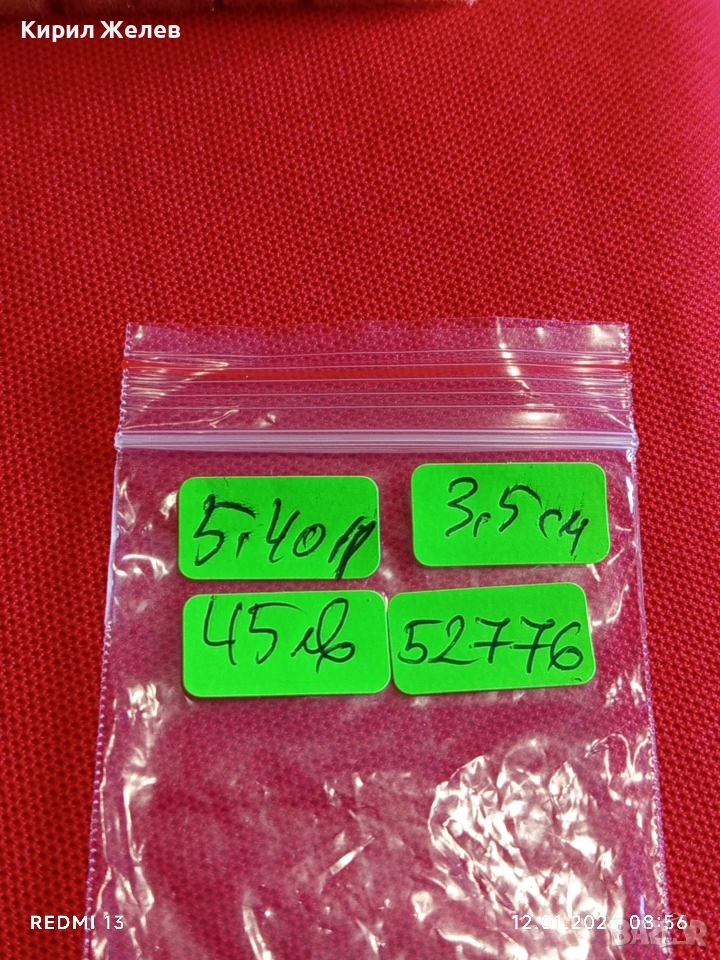 Кирил Желев
5,40гр
3,5см
45лв
52776
REDMI 13